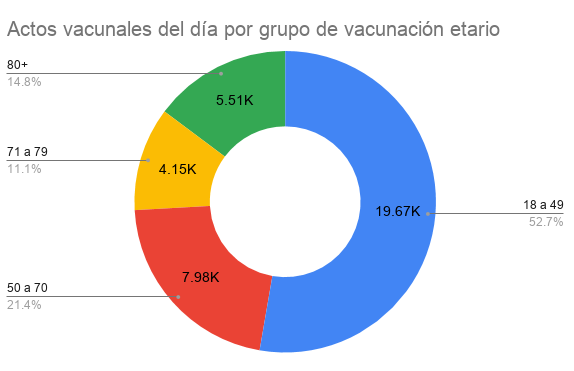 Actos vacunales del día por grupo de vacunación etario
80+
14.8%
5.51K
71 a 79
11.1%
4.15K
18 a 49
52.7%
19.67K
50 a 70
21.4%
7.98K